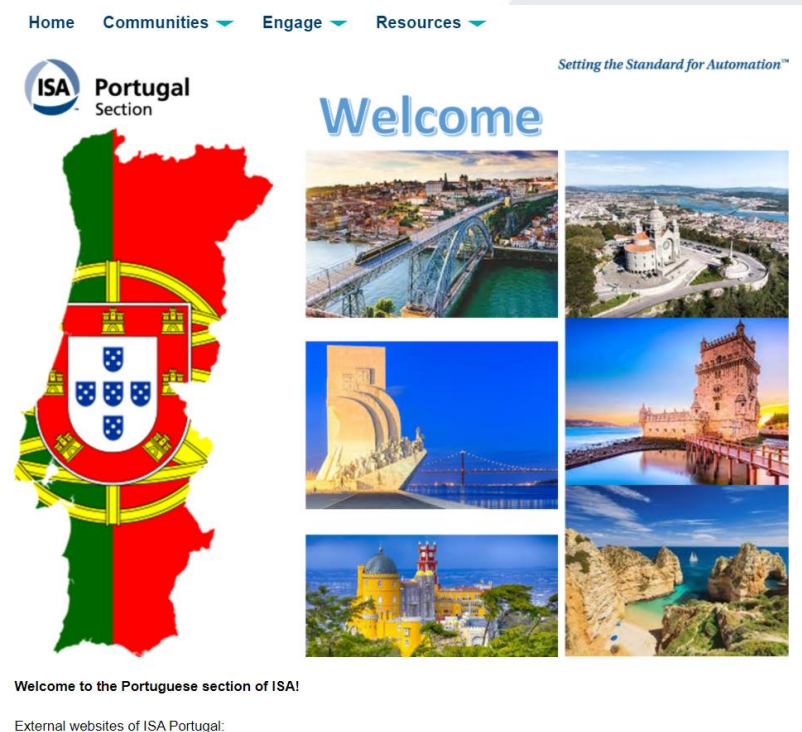 Home Communities Engage Resources
Setting the Standard for Automation™
ISA Portugal
Section
Welcome
Welcome to the Portuguese section of ISA!
External websites of ISA Portugal: